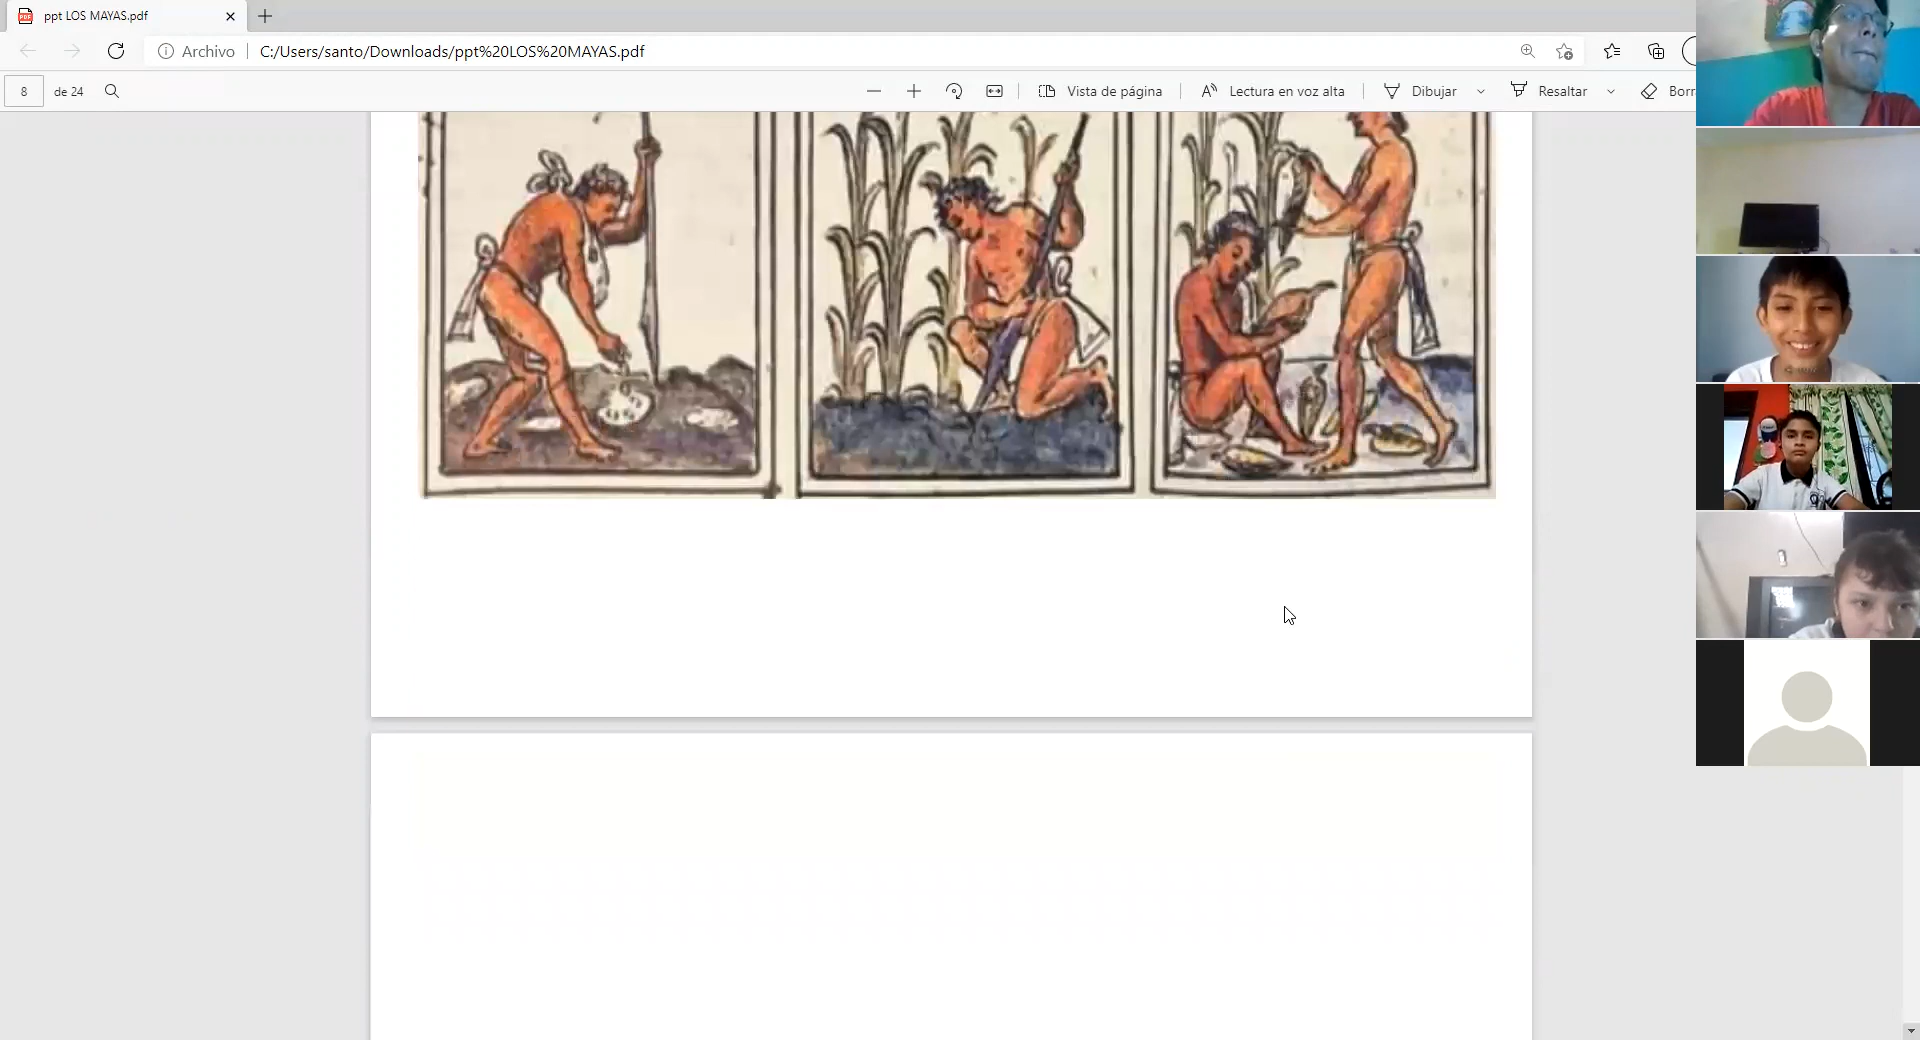 ppt LOS MAYAS.pdf
Archivo C:/Users/santo/Downloads/ppt%20LOS%20MAYAS.pdf
8 de 24 Vista de página Lectura en voz alta Dibujar Resaltar